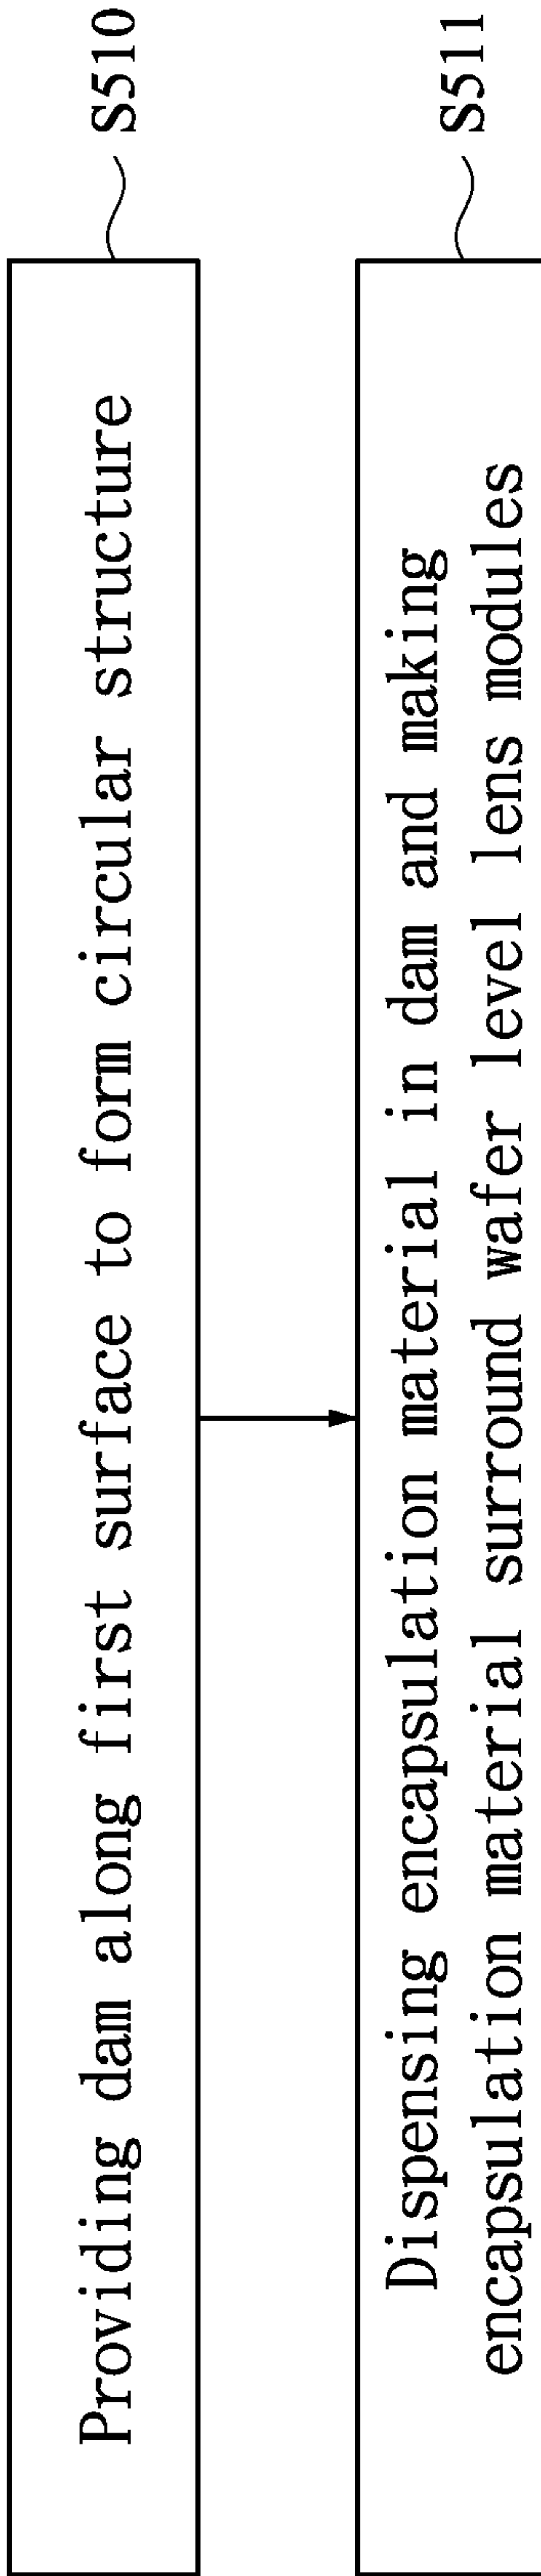 Providing dam along first surface to form circular structure
S510
Dispensing encapsulation material in dam and making
encapsulation material surround wafer level lens modules
S511